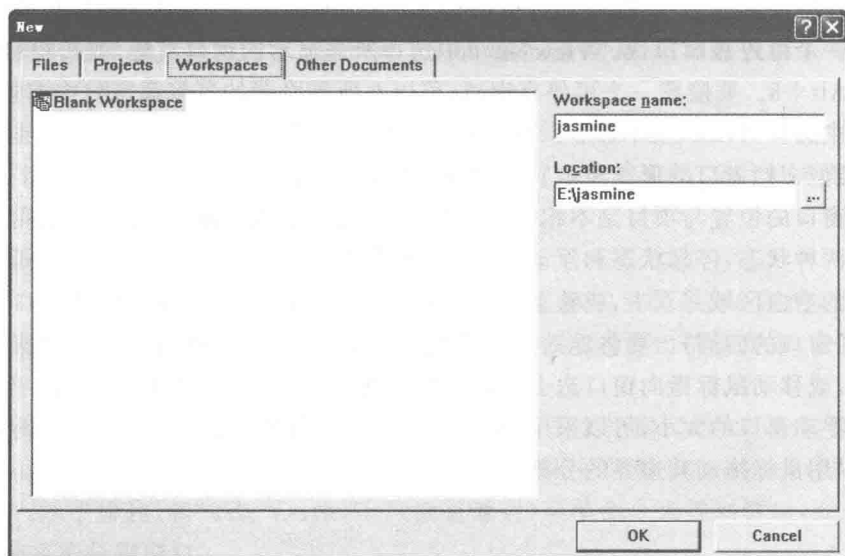 New
Files Projects Workspaces Other Documents
Blank Workspace
Workspace name:
jasmine
Location:
E:\jasmine
...
OK Cancel